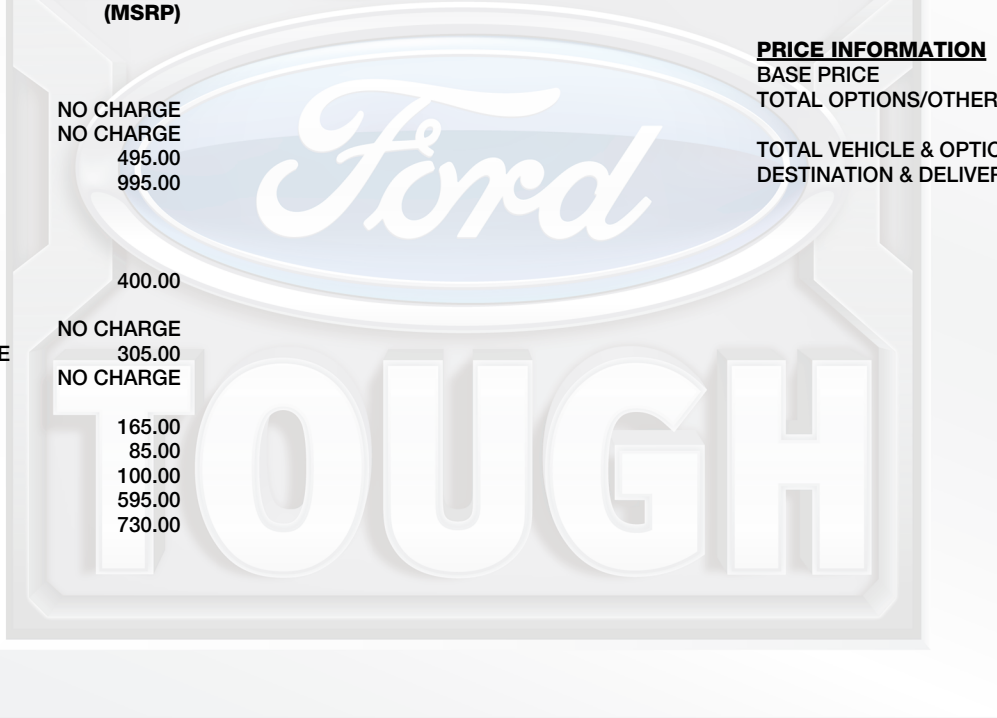 (MSRP)
NO CHARGE
NO CHARGE
495.00
995.00
400.00
NO CHARGE
E 305.00
NO CHARGE
165.00
85.00
100.00
595.00
730.00
PRICE INFORMATION
BASE PRICE
TOTAL OPTIONS/OTHER
TOTAL VEHICLE & OPTIO
DESTINATION & DELIVER
Ford
TOUGH